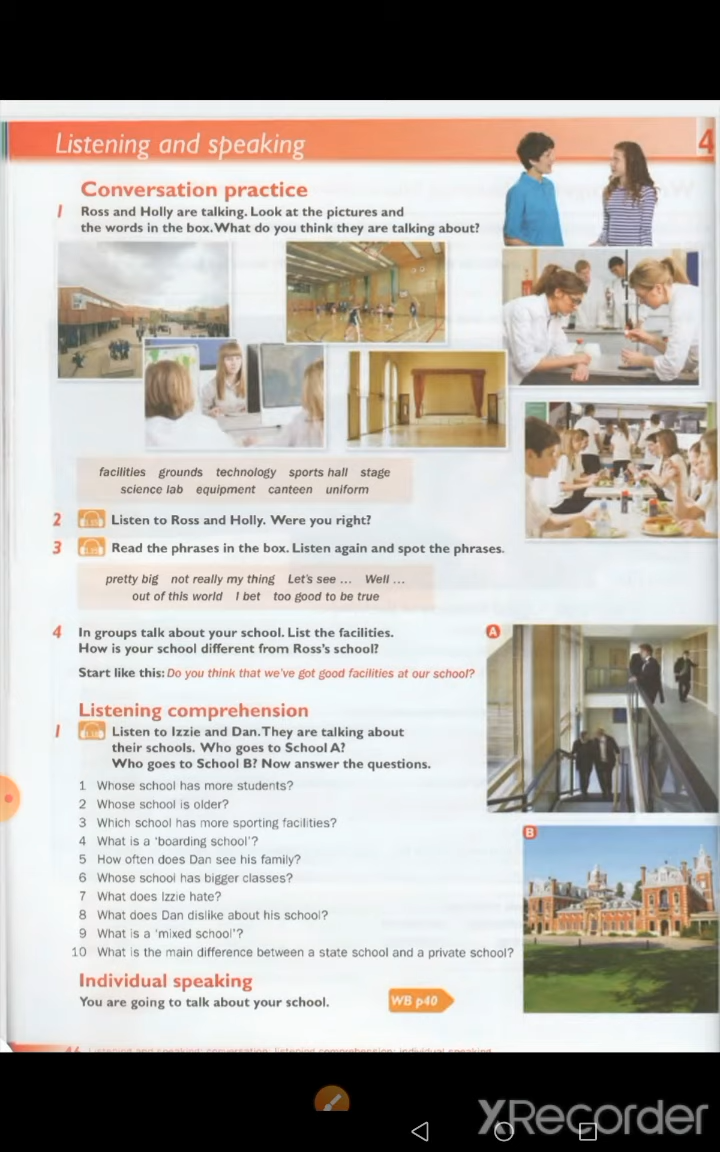 Listening and speaking
4
Conversation practice
1 Ross and Holly are talking. Look at the pictures and
the words in the box. What do you think they are talking about?
facilities grounds technology sports hall stage
science lab equipment canteen uniform
2 Listen to Ross and Holly. Were you right?
3 Read the phrases in the box. Listen again and spot the phrases.
pretty big not really my thing Let's see ... Well ...
out of this world I bet too good to be true
4 In groups talk about your school. List the facilities.
How is your school different from Ross's school?
Start like this: Do you think that we've got good facilities at our school?
A
Listening comprehension
1 Listen to Izzie and Dan. They are talking about
their schools. Who goes to School A?
Who goes to School B? Now answer the questions.
1 Whose school has more students?
2 Whose school is older?
3 Which school has more sporting facilities?
4 What is a 'boarding school'?
5 How often does Dan see his family?
6 Whose school has bigger classes?
7 What does Izzie hate?
8 What does Dan dislike about his school?
9 What is a 'mixed school'?
10 What is the main difference between a state school and a private school?
B
Individual speaking
You are going to talk about your school.
WB p40
XRecorder